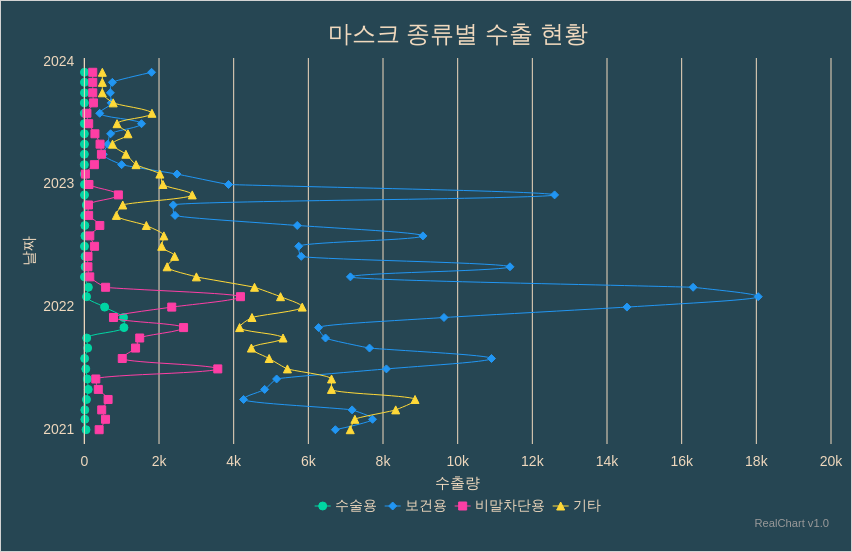 마스크 종류별 수출 현황
2024
2023
2022
2021
날짜
0 2k 4k 6k 8k 10k 12k 14k 16k 18k 20k
수출량
수술용 보건용 비말차단용 기타
RealChart v1.0